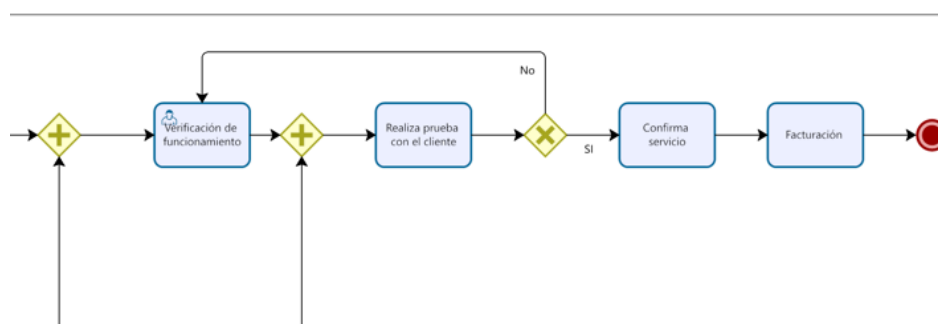 No
Verificación de
funcionamiento
Realiza prueba
con el cliente
SI
Confirma
servicio
Facturación